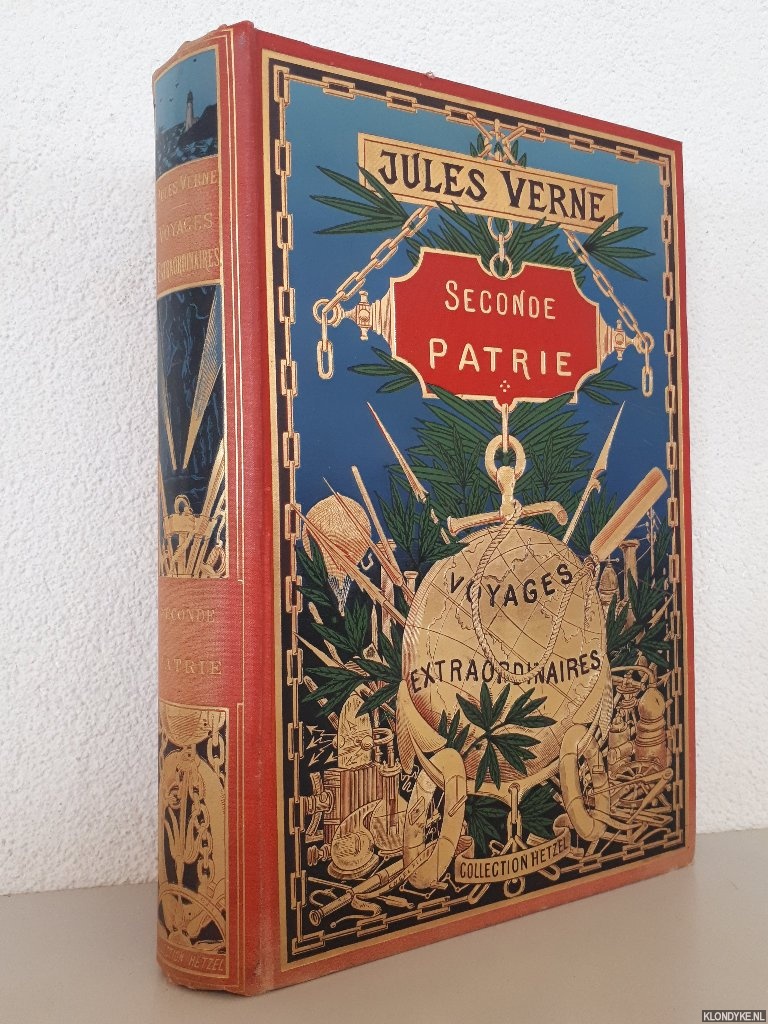 JULES VERNE
SECONDE
PATRIE
VOYAGES
EXTRAORDINAIRES
COLLECTION HETZEL
JULES VERNE
VOYAGES
EXTRAORDINAIRES
SECONDE
PATRIE
COLLECTION HETZEL
KLONDYKE.NL